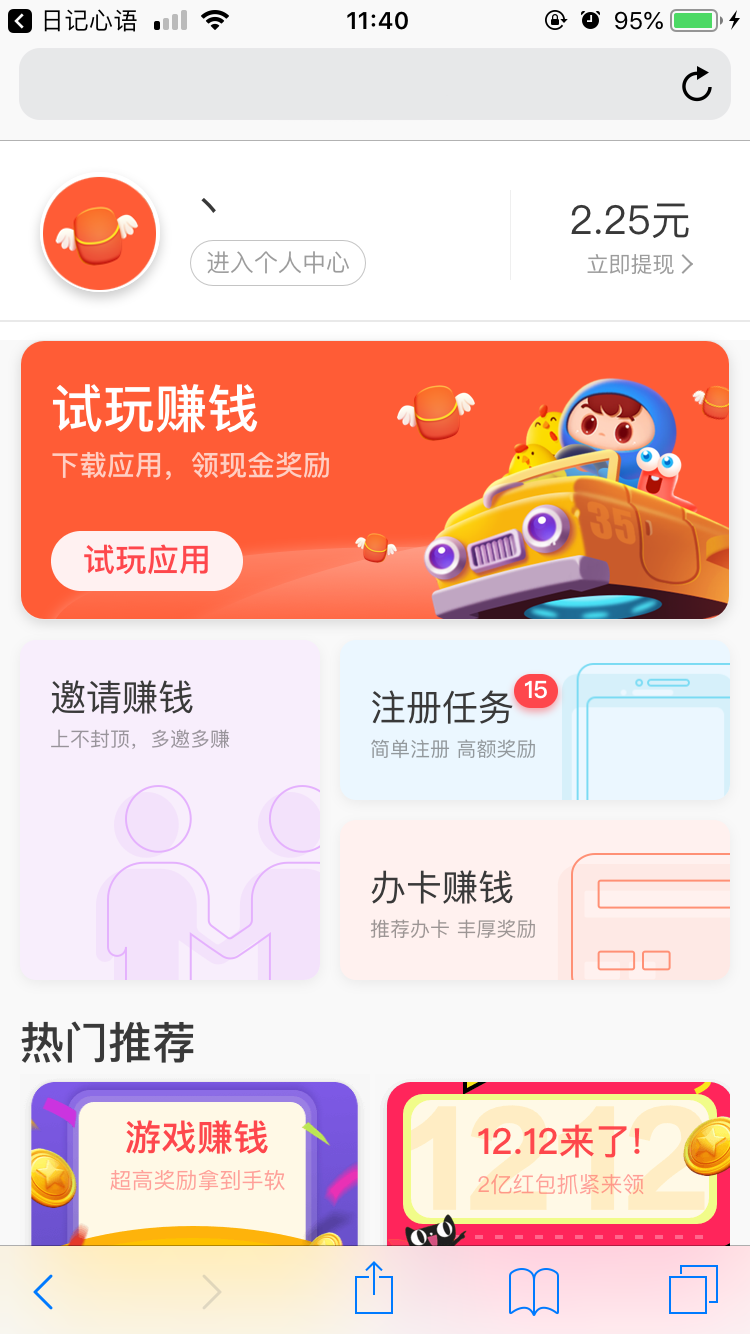 日记心语
11:40
95%
丶
进入个人中心
2.25元
立即提现
试玩赚钱
下载应用，领现金奖励
试玩应用
35
邀请赚钱
上不封顶，多邀多赚
注册任务
15
简单注册 高额奖励
办卡赚钱
推荐办卡 丰厚奖励
热门推荐
游戏赚钱
超高奖励拿到手软
1212
12.12来了!
2亿红包抓紧来领